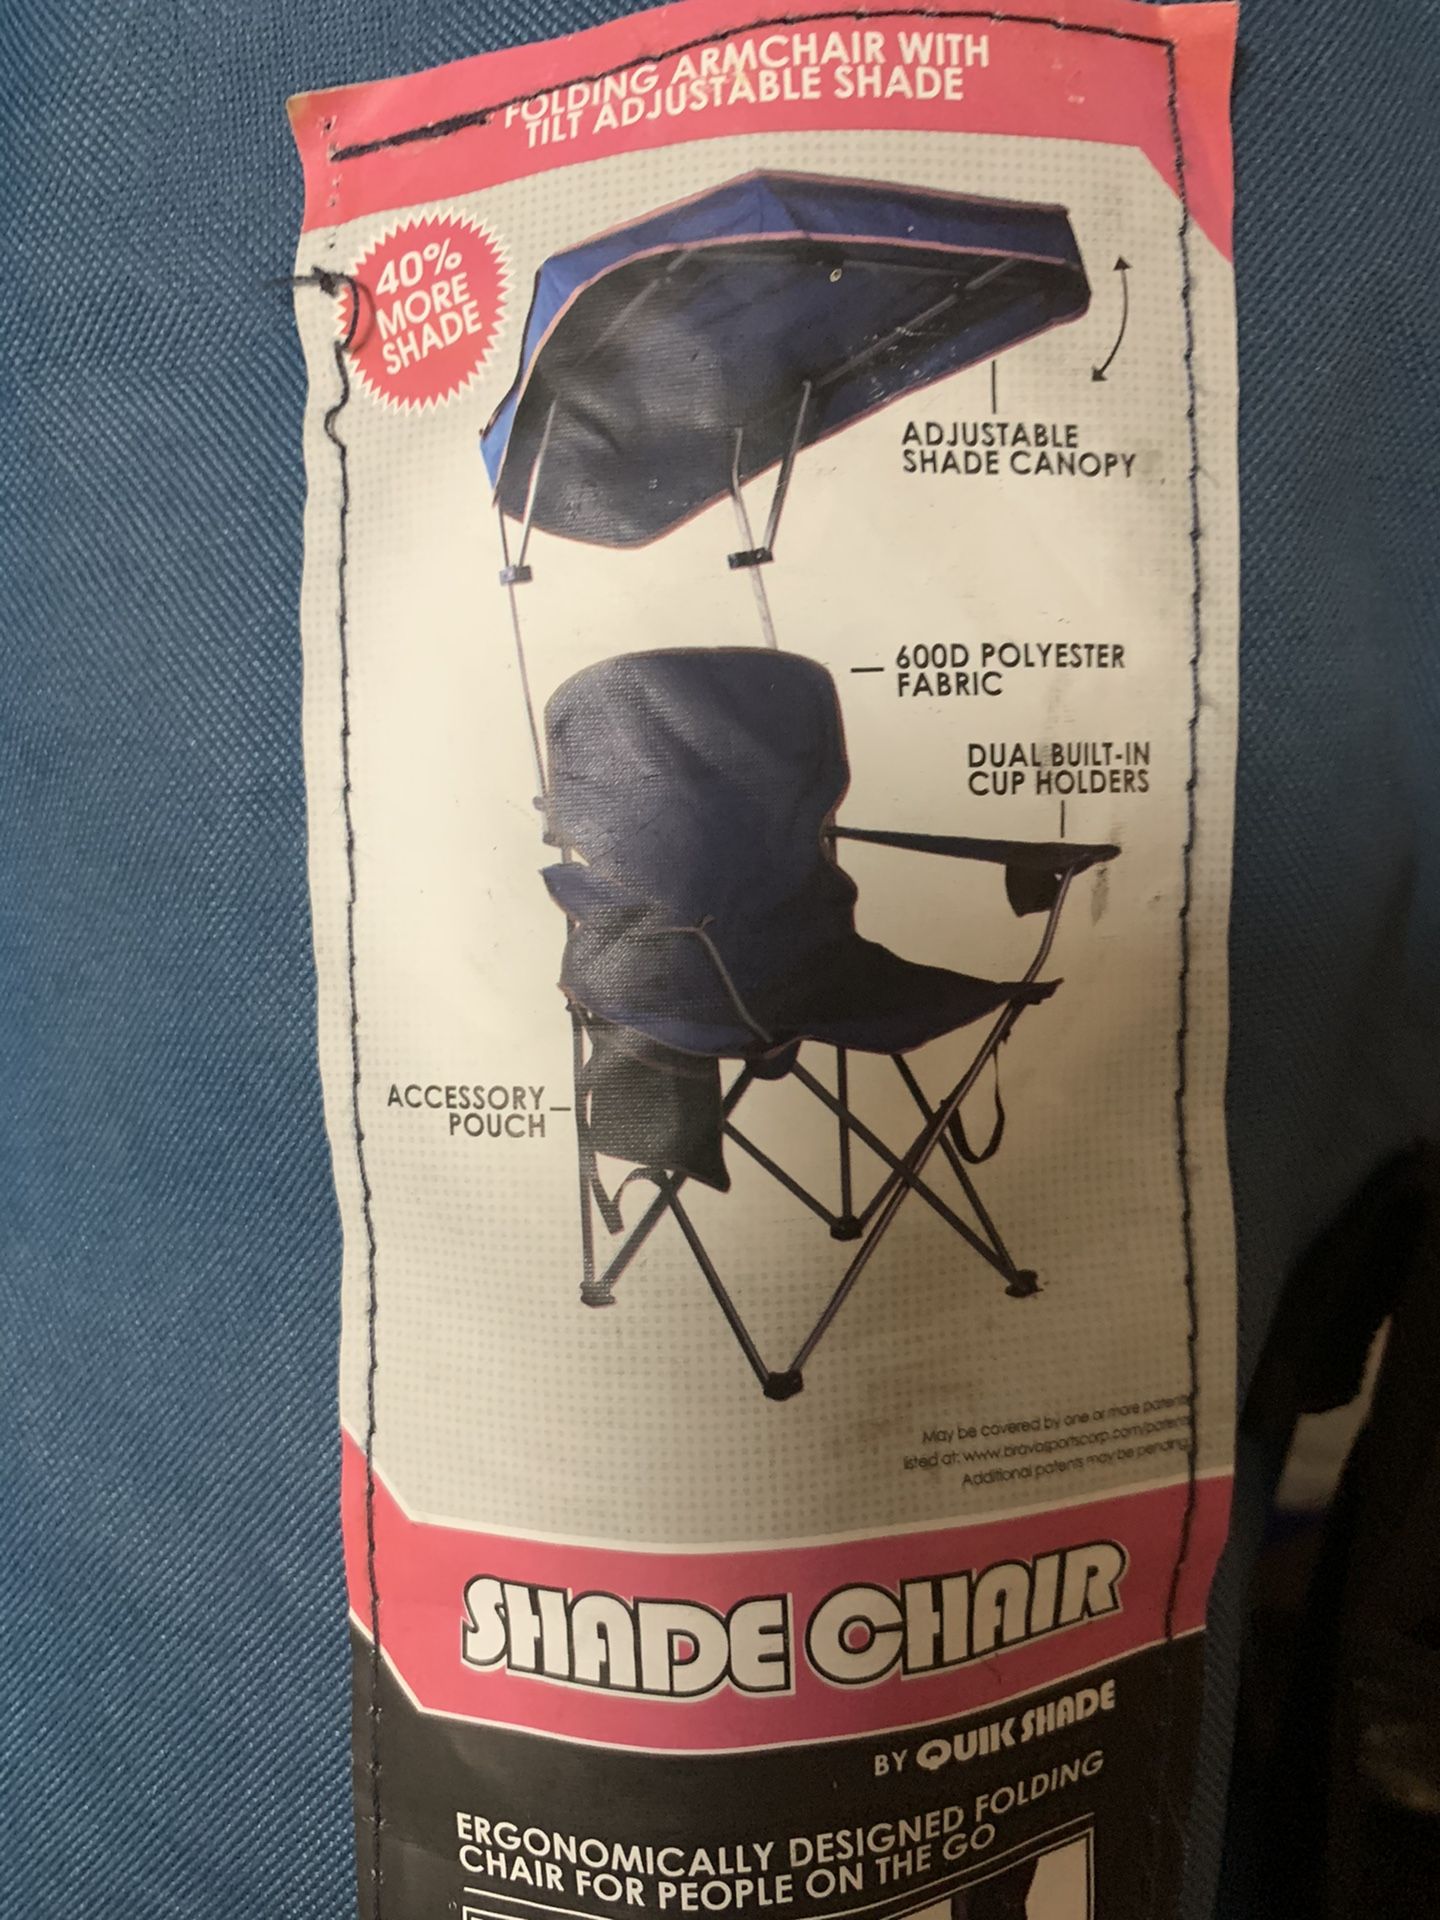 FOLDING ARMCHAIR WITH
TILT ADJUSTABLE SHADE
40%
MORE
SHADE
ADJUSTABLE
SHADE CANOPY
600D POLYESTER
FABRIC
DUAL BUILT-IN
CUP HOLDERS
ACCESSORY
POUCH
May be covered by one or more patents
listed at: www.bravosportscorp.com/patents
Additional patents may be pending
SHADE CHAIR
BY QUIK SHADE
ERGONOMICALLY DESIGNED FOLDING
CHAIR FOR PEOPLE ON THE GO